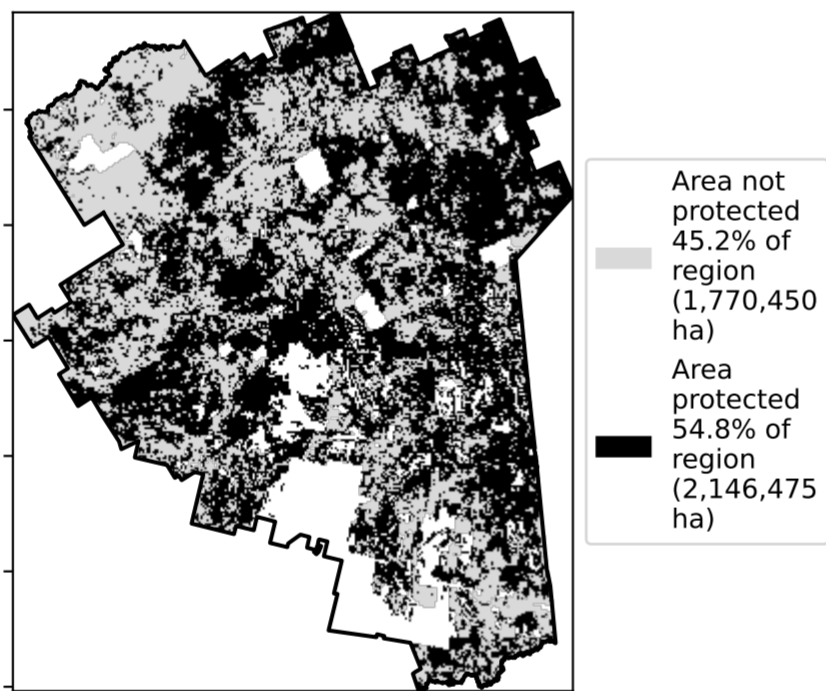 Area not
protected
45.2% of
region
(1,770,450
ha)
Area
protected
54.8% of
region
(2,146,475
ha)